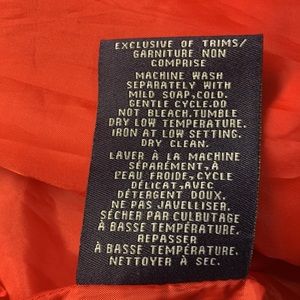 EXCLUSIVE OF TRIMS/
GARNITURE NON
COMPRISE
MACHINE WASH
SEPARATELY WITH
MILD SOAP,COLD.
GENTLE CYCLE.DO
NOT BLEACH.TUMBLE
DRY LOW TEMPERATURE.
IRON AT LOW SETTING.
DRY CLEAN.
LAVER À LA MACHINE
SÉPARÉMENT,À
L'EAU FROIDE,CYCLE
DÉLICAT,AVEC
DÉTERGENT DOUX.
NE PAS JAVELLISER.
SÉCHER PAR CULBUTAGE
À BASSE TEMPÉRATURE.
REPASSER
À BASSE TEMPÉRATURE.
NETTOYER À SEC.